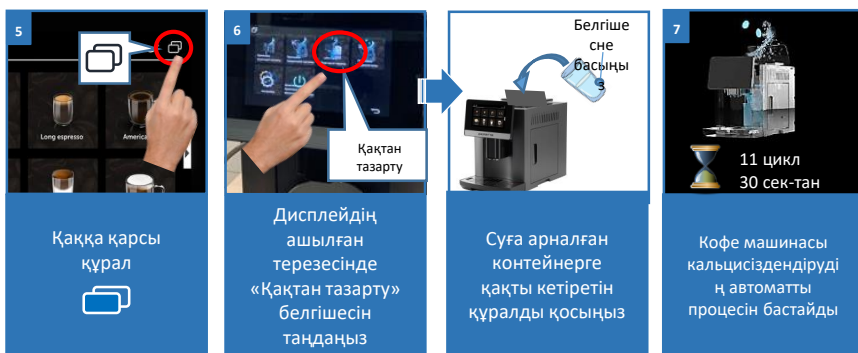 5
Long espresso
America
Қаққа қарсы
құрал
6
Қақтан
тазарту
Дисплейдің
ашылған
терезесінде
«Қақтан тазарту»
белгішесін
таңдаңыз
Белгіше
сне
басыңы
з
Суға арналған
контейнерге
қақты кетіретін
құралды қосыңыз
7
11 цикл
30 сек-тан
Кофе машинасы
кальцисіздендіруді
ң автоматты
процесін бастайды